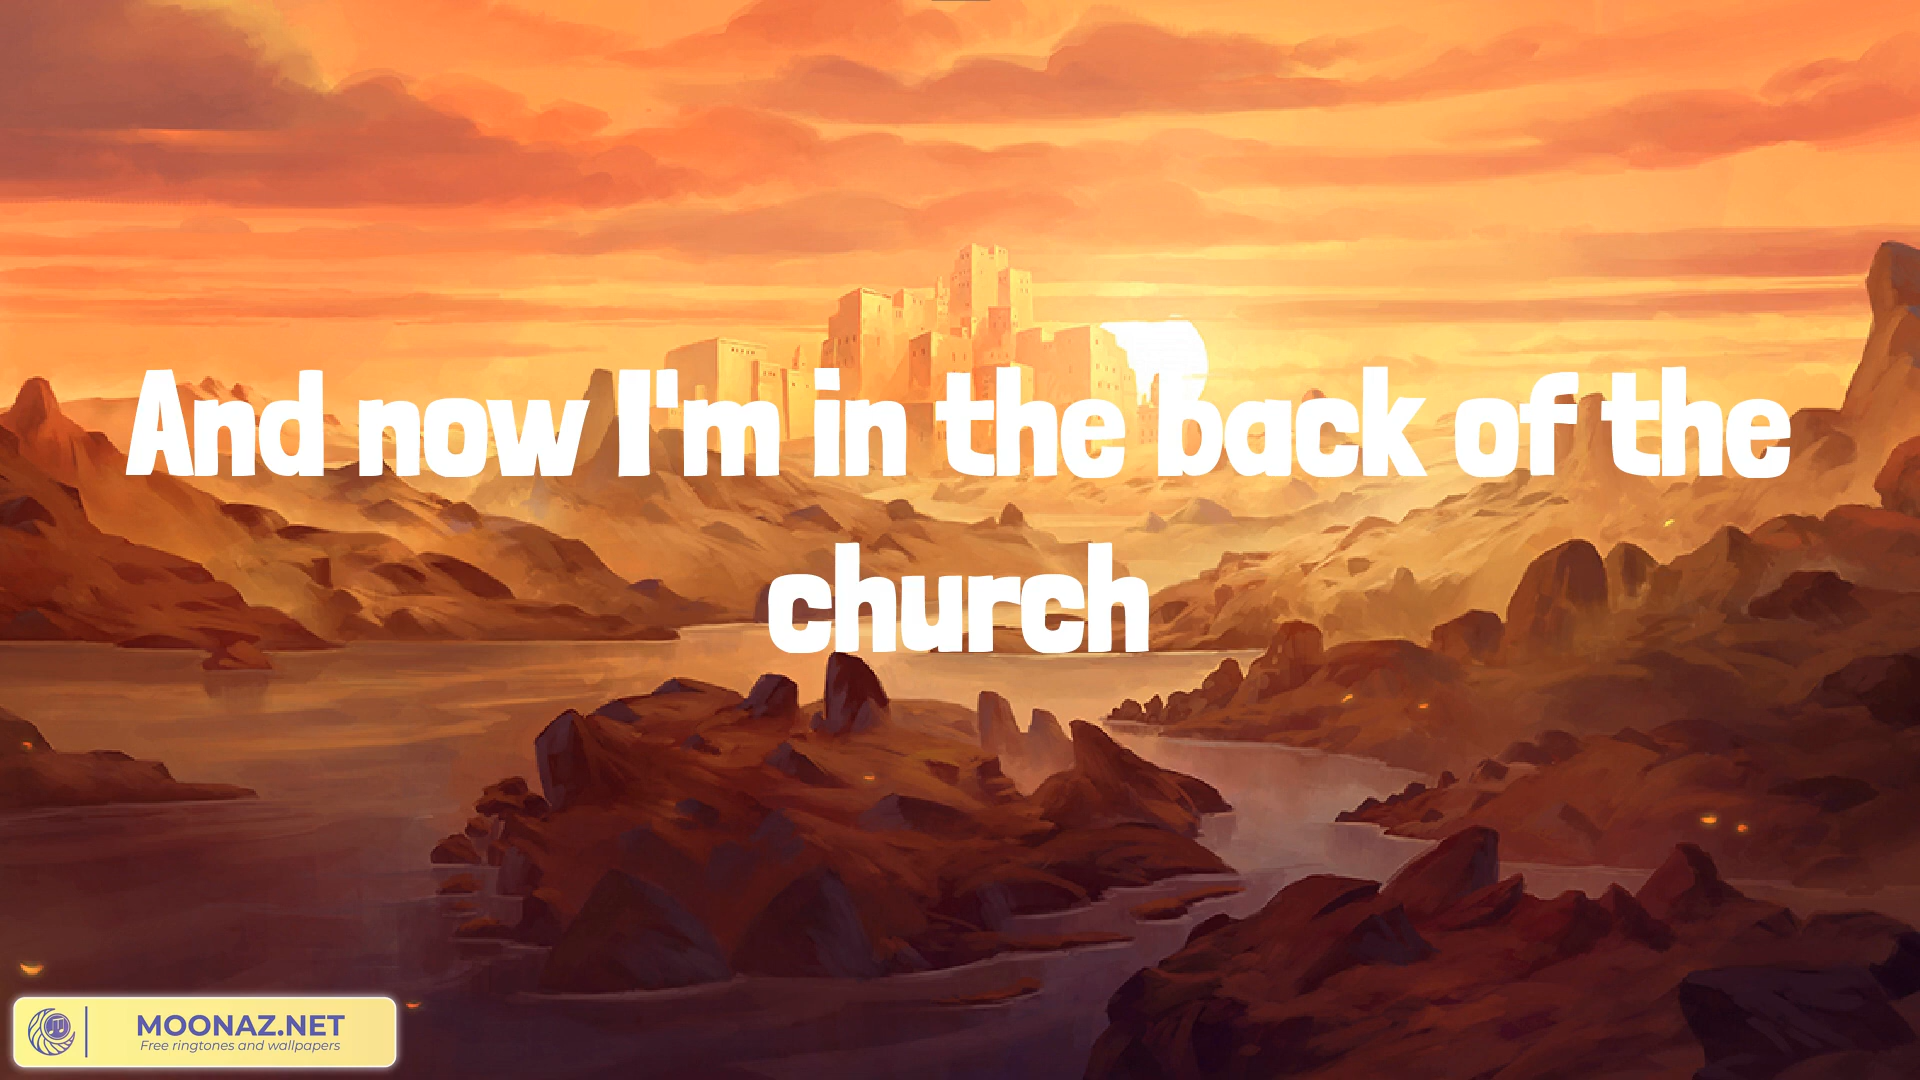 And now I'm in the back of the
church
MOONAZ.NET
Free ringtones and wallpapers